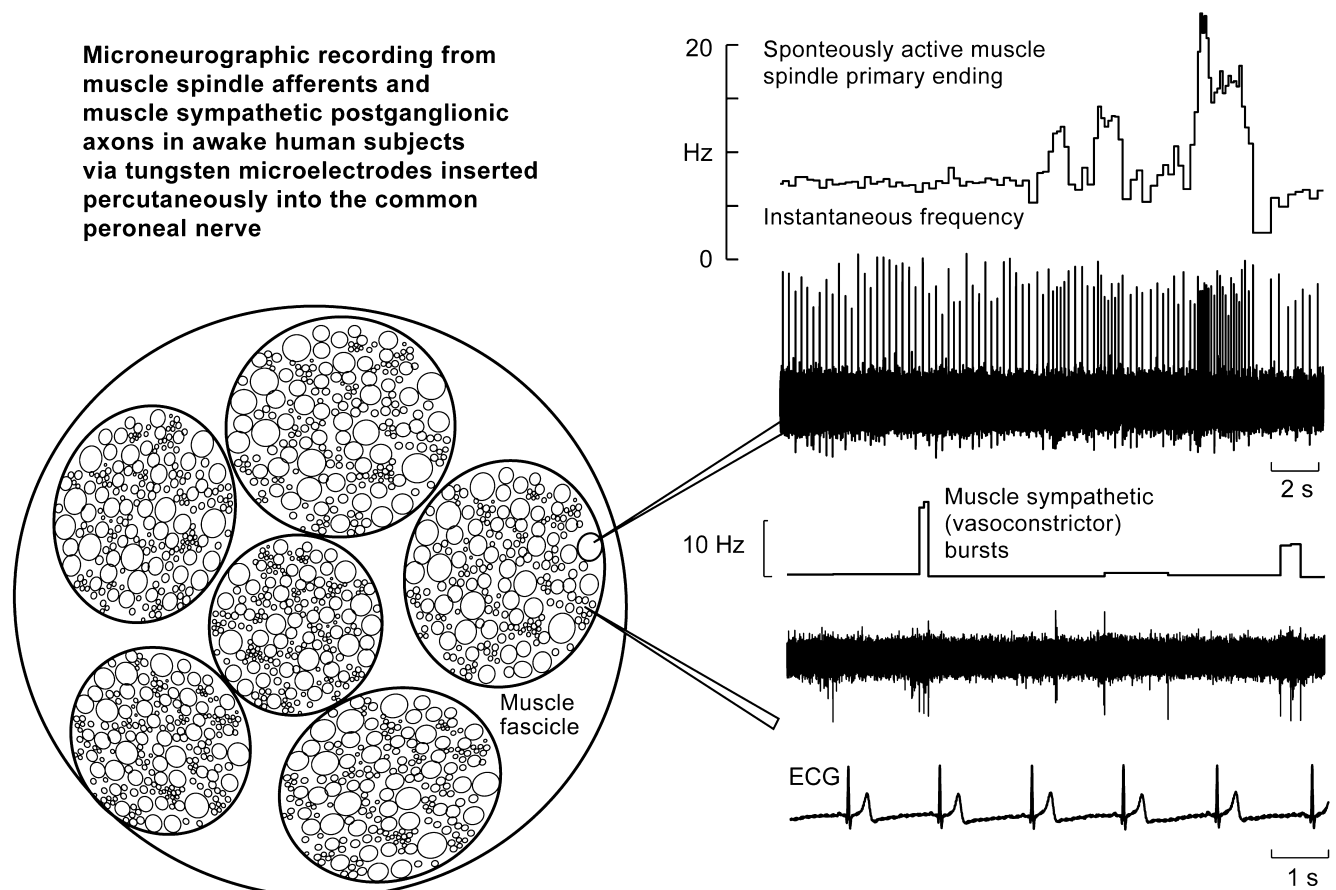 Microneurographic recording from
muscle spindle afferents and
muscle sympathetic postganglionic
axons in awake human subjects
via tungsten microelectrodes inserted
percutaneously into the common
peroneal nerve
20
Sponteously active muscle
spindle primary ending
Hz
Instantaneous frequency
0
2 s
Muscle sympathetic
(vasoconstrictor)
bursts
10 Hz
Muscle
fascicle
ECG
1 s